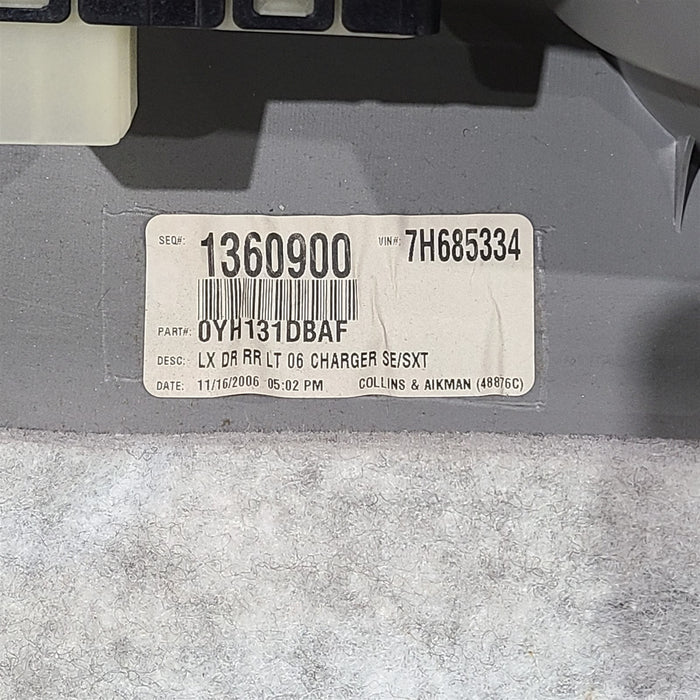 SEQ#: 1360900 VIN#: 7H685334
PART#: 0YH131DBAF
DESC: LX DR RR LT 06 CHARGER SE/SXT
DATE: 11/16/2006 05:02 PM COLLINS & AIKMAN (48876C)